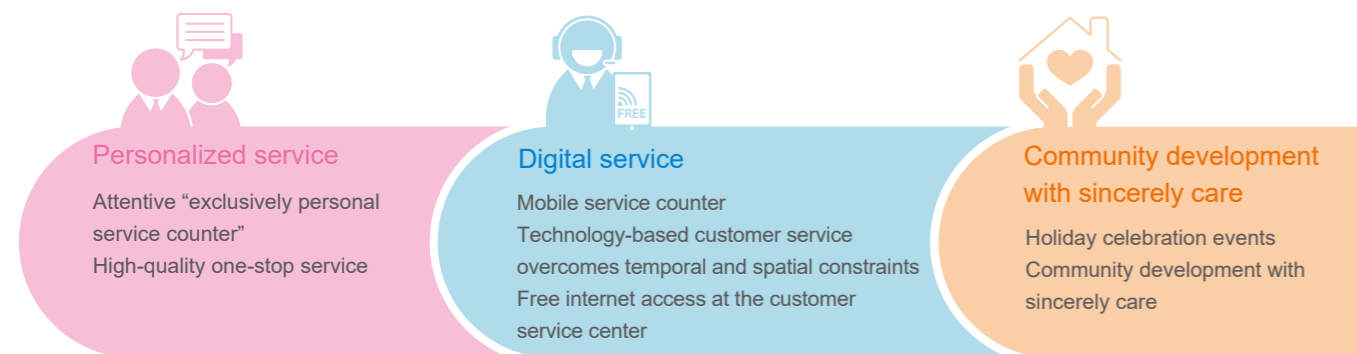 FREE
Personalized service
Attentive “exclusively personal
service counter”
High-quality one-stop service
Digital service
Mobile service counter
Technology-based customer service
overcomes temporal and spatial constraints
Free internet access at the customer
service center
Community development
with sincerely care
Holiday celebration events
Community development with
sincerely care